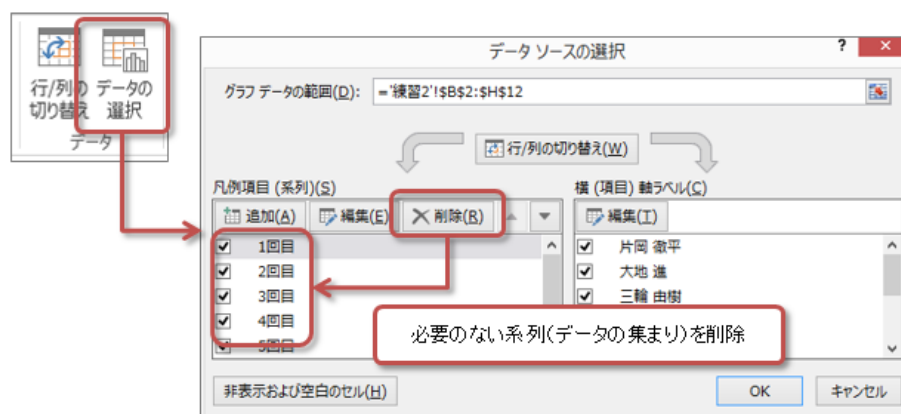 データ ソースの選択
?
×
行/列の
切り替え
データの
選択
データ
グラフ データの範囲(D):
='練習2'!$B$2:$H$12
行/列の切り替え(W)
凡例項目 (系列)(S)
横 (項目) 軸ラベル(C)
追加(A)
編集(E)
削除(R)
編集(T)
1回目
片岡 徹平
2回目
大地 進
3回目
三輪 由樹
4回目
5回目
必要のない系列(データの集まり)を削除
非表示および空白のセル(H)
OK
キャンセル